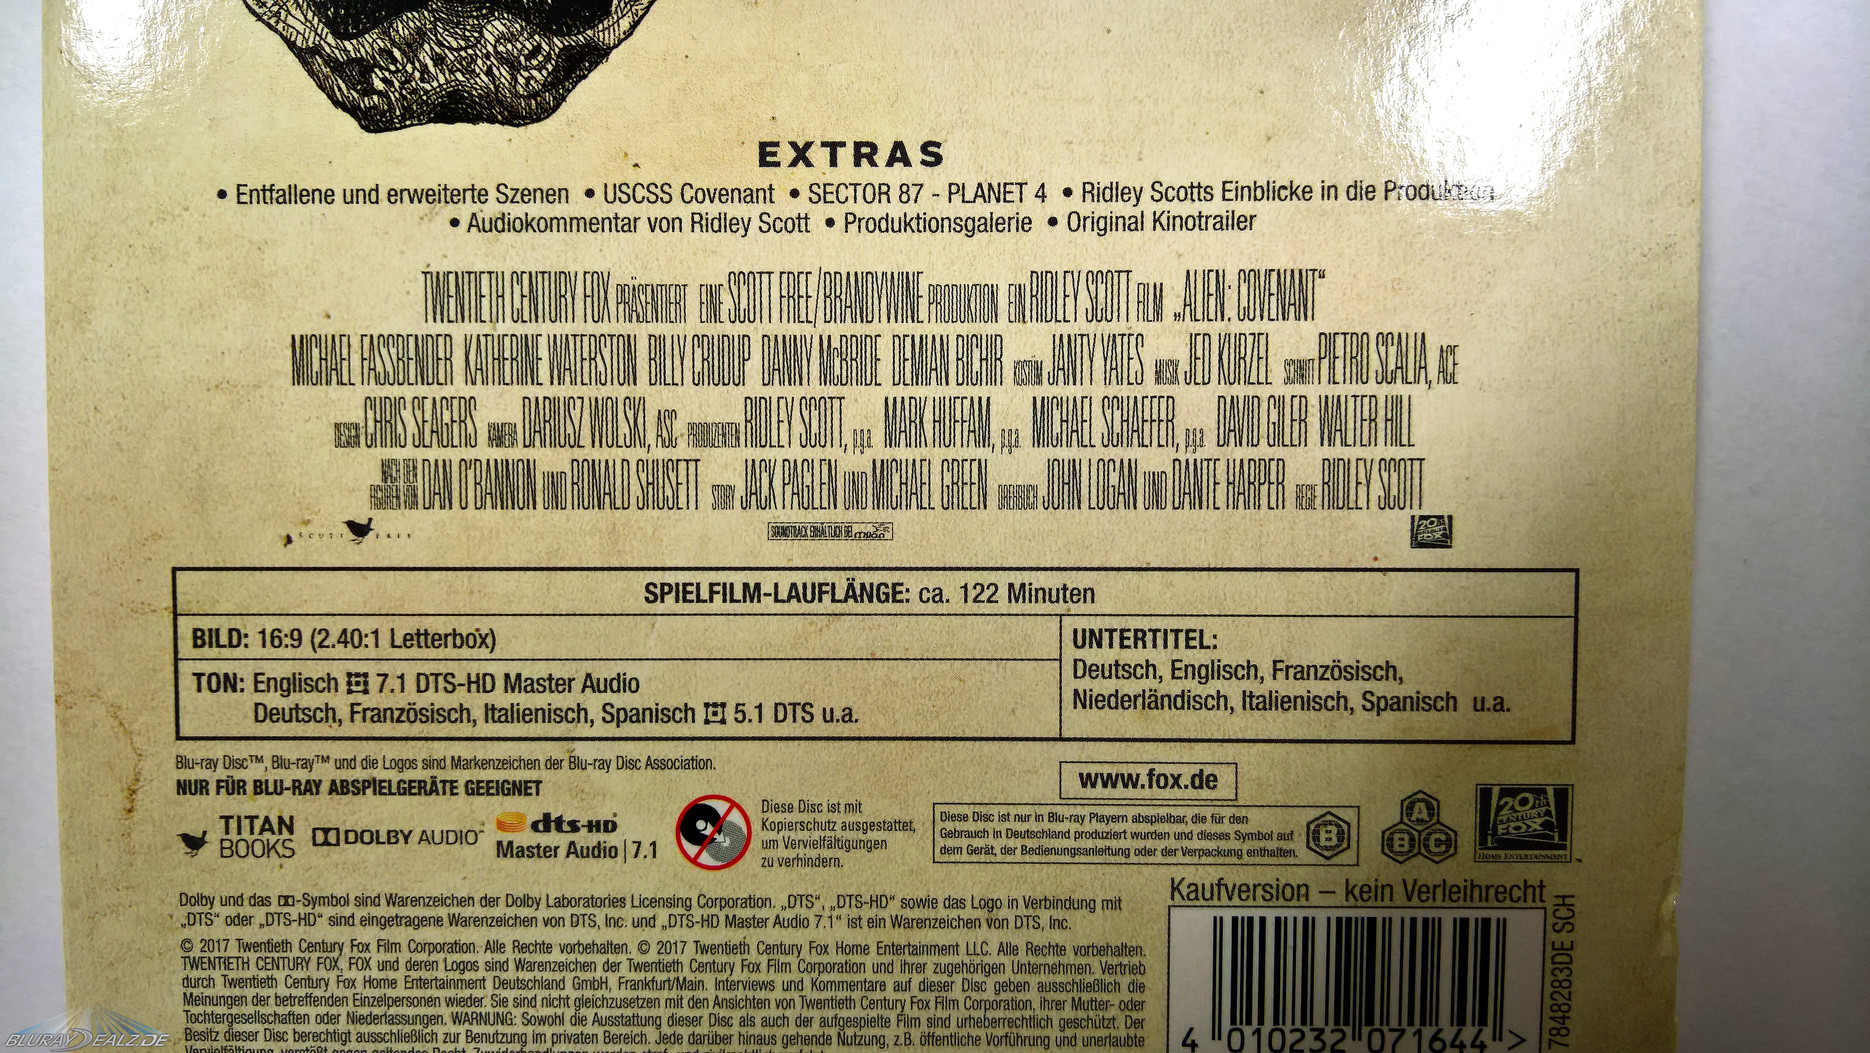 EXTRAS
• Entfallene und erweiterte Szenen • USCSS Covenant • SECTOR 87 - PLANET 4 • Ridley Scotts Einblicke in die Produktion
• Audiokommentar von Ridley Scott • Produktionsgalerie • Original Kinotrailer
TWENTIETH CENTURY FOX PRÄSENTIERT EINE SCOTT FREE/BRANDYWINE PRODUKTION EIN RIDLEY SCOTT FILM „ALIEN: COVENANT“
MICHAEL FASSBENDER KATHERINE WATERSTON BILLY CRUDUP DANNY McBRIDE DEMIAN BICHIR KOSTÜM JANTY YATES MUSIK JED KURZEL SCHNITT PIETRO SCALIA, ACE
DESIGN CHRIS SEAGERS KAMERA DARIUSZ WOLSKI, ASC PRODUZENTEN RIDLEY SCOTT, p.g.a. MARK HUFFAM, p.g.a. MICHAEL SCHAEFER, p.g.a. DAVID GILER WALTER HILL
NACH DEN FIGUREN VON DAN O'BANNON UND RONALD SHUSETT STORY JACK PAGLEN UND MICHAEL GREEN DREHBUCH JOHN LOGAN UND DANTE HARPER REGIE RIDLEY SCOTT
SCOTT FREE
SOUNDTRACK ERHÄLTLICH BEI milan
20th CENTURY FOX
SPIELFILM-LAUFLÄNGE: ca. 122 Minuten
BILD: 16:9 (2.40:1 Letterbox)
TON: Englisch 7.1 DTS-HD Master Audio
Deutsch, Französisch, Italienisch, Spanisch 5.1 DTS u.a.
UNTERTITEL:
Deutsch, Englisch, Französisch,
Niederländisch, Italienisch, Spanisch u.a.
Blu-ray Disc™, Blu-ray™ und die Logos sind Markenzeichen der Blu-ray Disc Association.
NUR FÜR BLU-RAY ABSPIELGERÄTE GEEIGNET
www.fox.de
TITAN
BOOKS
DOLBY AUDIO™
dts-HD
Master Audio | 7.1
Diese Disc ist mit
Kopierschutz ausgestattet,
um Vervielfältigungen
zu verhindern.
Diese Disc ist nur in Blu-ray Playern abspielbar, die für den
Gebrauch in Deutschland produziert wurden und dieses Symbol auf
dem Gerät, der Bedienungsanleitung oder der Verpackung enthalten.
B
A
B C
20th
CENTURY
FOX
HOME ENTERTAINMENT
Kaufversion – kein Verleihrecht
Dolby und das -Symbol sind Warenzeichen der Dolby Laboratories Licensing Corporation. „DTS“, „DTS-HD“ sowie das Logo in Verbindung mit
„DTS“ oder „DTS-HD“ sind eingetragene Warenzeichen von DTS, Inc. und „DTS-HD Master Audio 7.1“ ist ein Warenzeichen von DTS, Inc.
© 2017 Twentieth Century Fox Film Corporation. Alle Rechte vorbehalten. © 2017 Twentieth Century Fox Home Entertainment LLC. Alle Rechte vorbehalten.
TWENTIETH CENTURY FOX, FOX und deren Logos sind Warenzeichen der Twentieth Century Fox Film Corporation und ihrer zugehörigen Unternehmen. Vertrieb
durch Twentieth Century Fox Home Entertainment Deutschland GmbH, Frankfurt/Main. Interviews und Kommentare auf dieser Disc geben ausschließlich die
Meinungen der betreffenden Einzelpersonen wieder. Sie sind nicht gleichzusetzen mit den Ansichten von Twentieth Century Fox Film Corporation, ihrer Mutter- oder
Tochtergesellschaften oder Niederlassungen. WARNUNG: Sowohl die Ausstattung dieser Disc als auch der aufgespielte Film sind urheberrechtlich geschützt. Der
Besitz dieser Disc berechtigt ausschließlich zur Benutzung im privaten Bereich. Jede darüber hinaus gehende Nutzung, z.B. öffentliche Vorführung und unerlaubte
4 010232 071644 >
7848283DE SCH
BLURAYDEALZ.DE